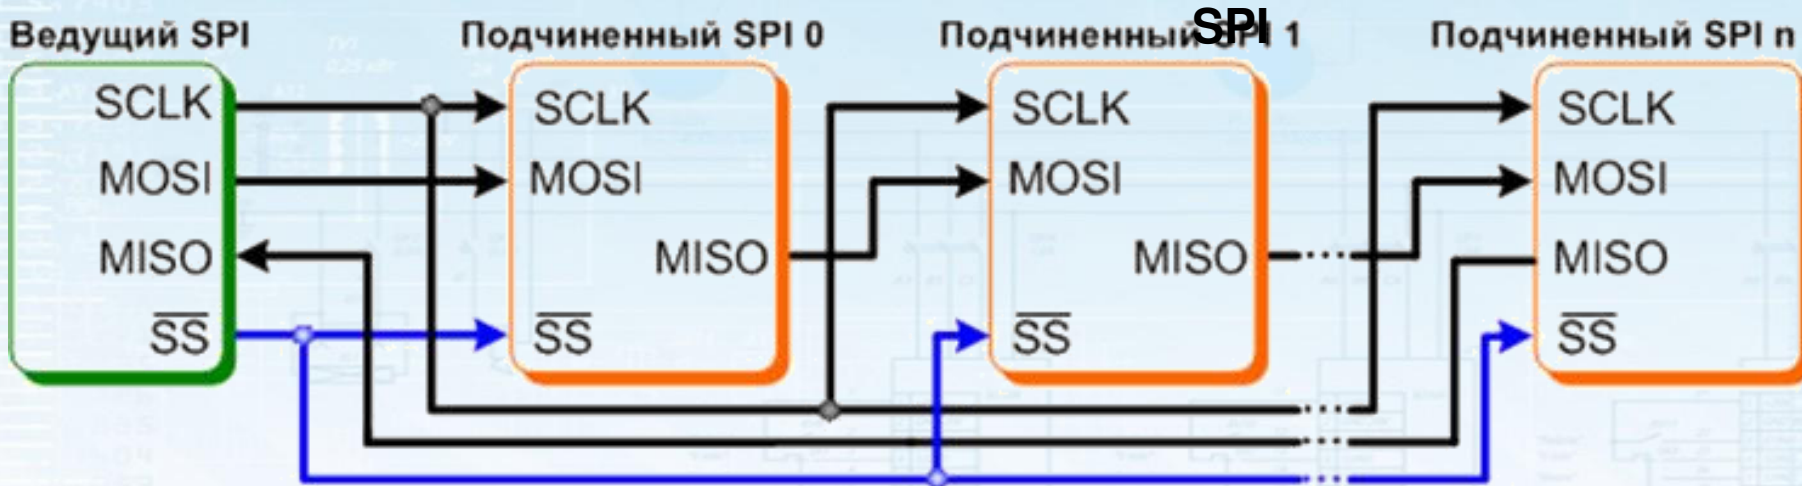 SPI
Ведущий SPI
Подчиненный SPI 0
Подчиненный SPI 1
Подчиненный SPI n
SCLK
MOSI
MISO
SS
SCLK
MOSI
MISO
SS
SCLK
MOSI
MISO
SS
SCLK
MOSI
MISO
SS